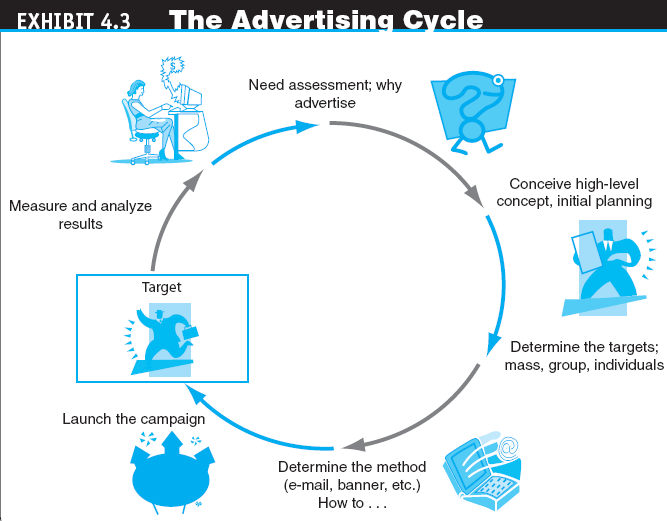 EXHIBIT 4.3 The Advertising Cycle
Need assessment; why
advertise
Conceive high-level
concept, initial planning
Determine the targets;
mass, group, individuals
Determine the method
(e-mail, banner, etc.)
How to . . .
Launch the campaign
Target
Measure and analyze
results
$
@